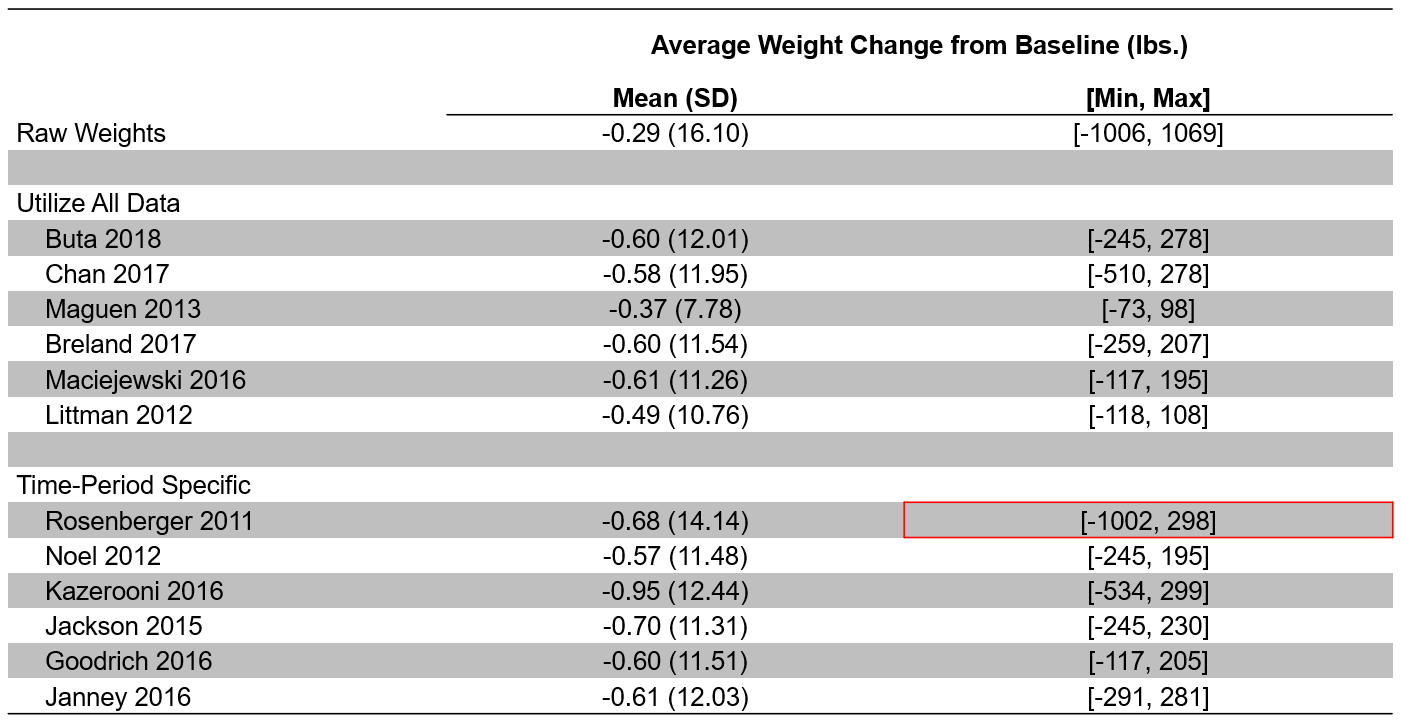 Average Weight Change from Baseline (lbs.)
Mean (SD) [Min, Max]
Raw Weights -0.29 (16.10) [-1006, 1069]
Utilize All Data
Buta 2018 -0.60 (12.01) [-245, 278]
Chan 2017 -0.58 (11.95) [-510, 278]
Maguen 2013 -0.37 (7.78) [-73, 98]
Breland 2017 -0.60 (11.54) [-259, 207]
Maciejewski 2016 -0.61 (11.26) [-117, 195]
Littman 2012 -0.49 (10.76) [-118, 108]
Time-Period Specific
Rosenberger 2011 -0.68 (14.14) [-1002, 298]
Noel 2012 -0.57 (11.48) [-245, 195]
Kazerooni 2016 -0.95 (12.44) [-534, 299]
Jackson 2015 -0.70 (11.31) [-245, 230]
Goodrich 2016 -0.60 (11.51) [-117, 205]
Janney 2016 -0.61 (12.03) [-291, 281]